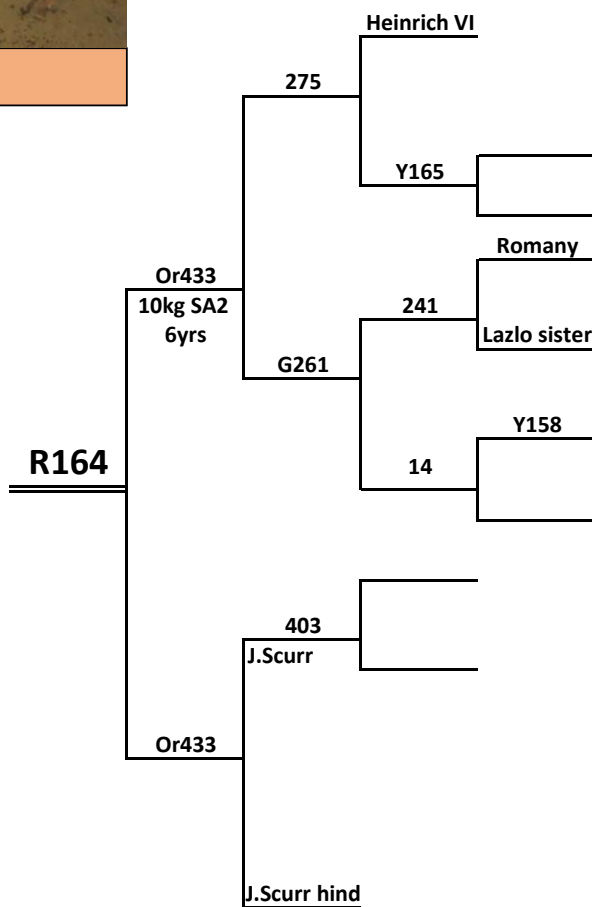 Heinrich VI
275
Y165
Romany
Or433
10kg SA2
6yrs
241
Lazlo sister
G261
Y158
R164
14
403
J.Scurr
Or433
J.Scurr hind